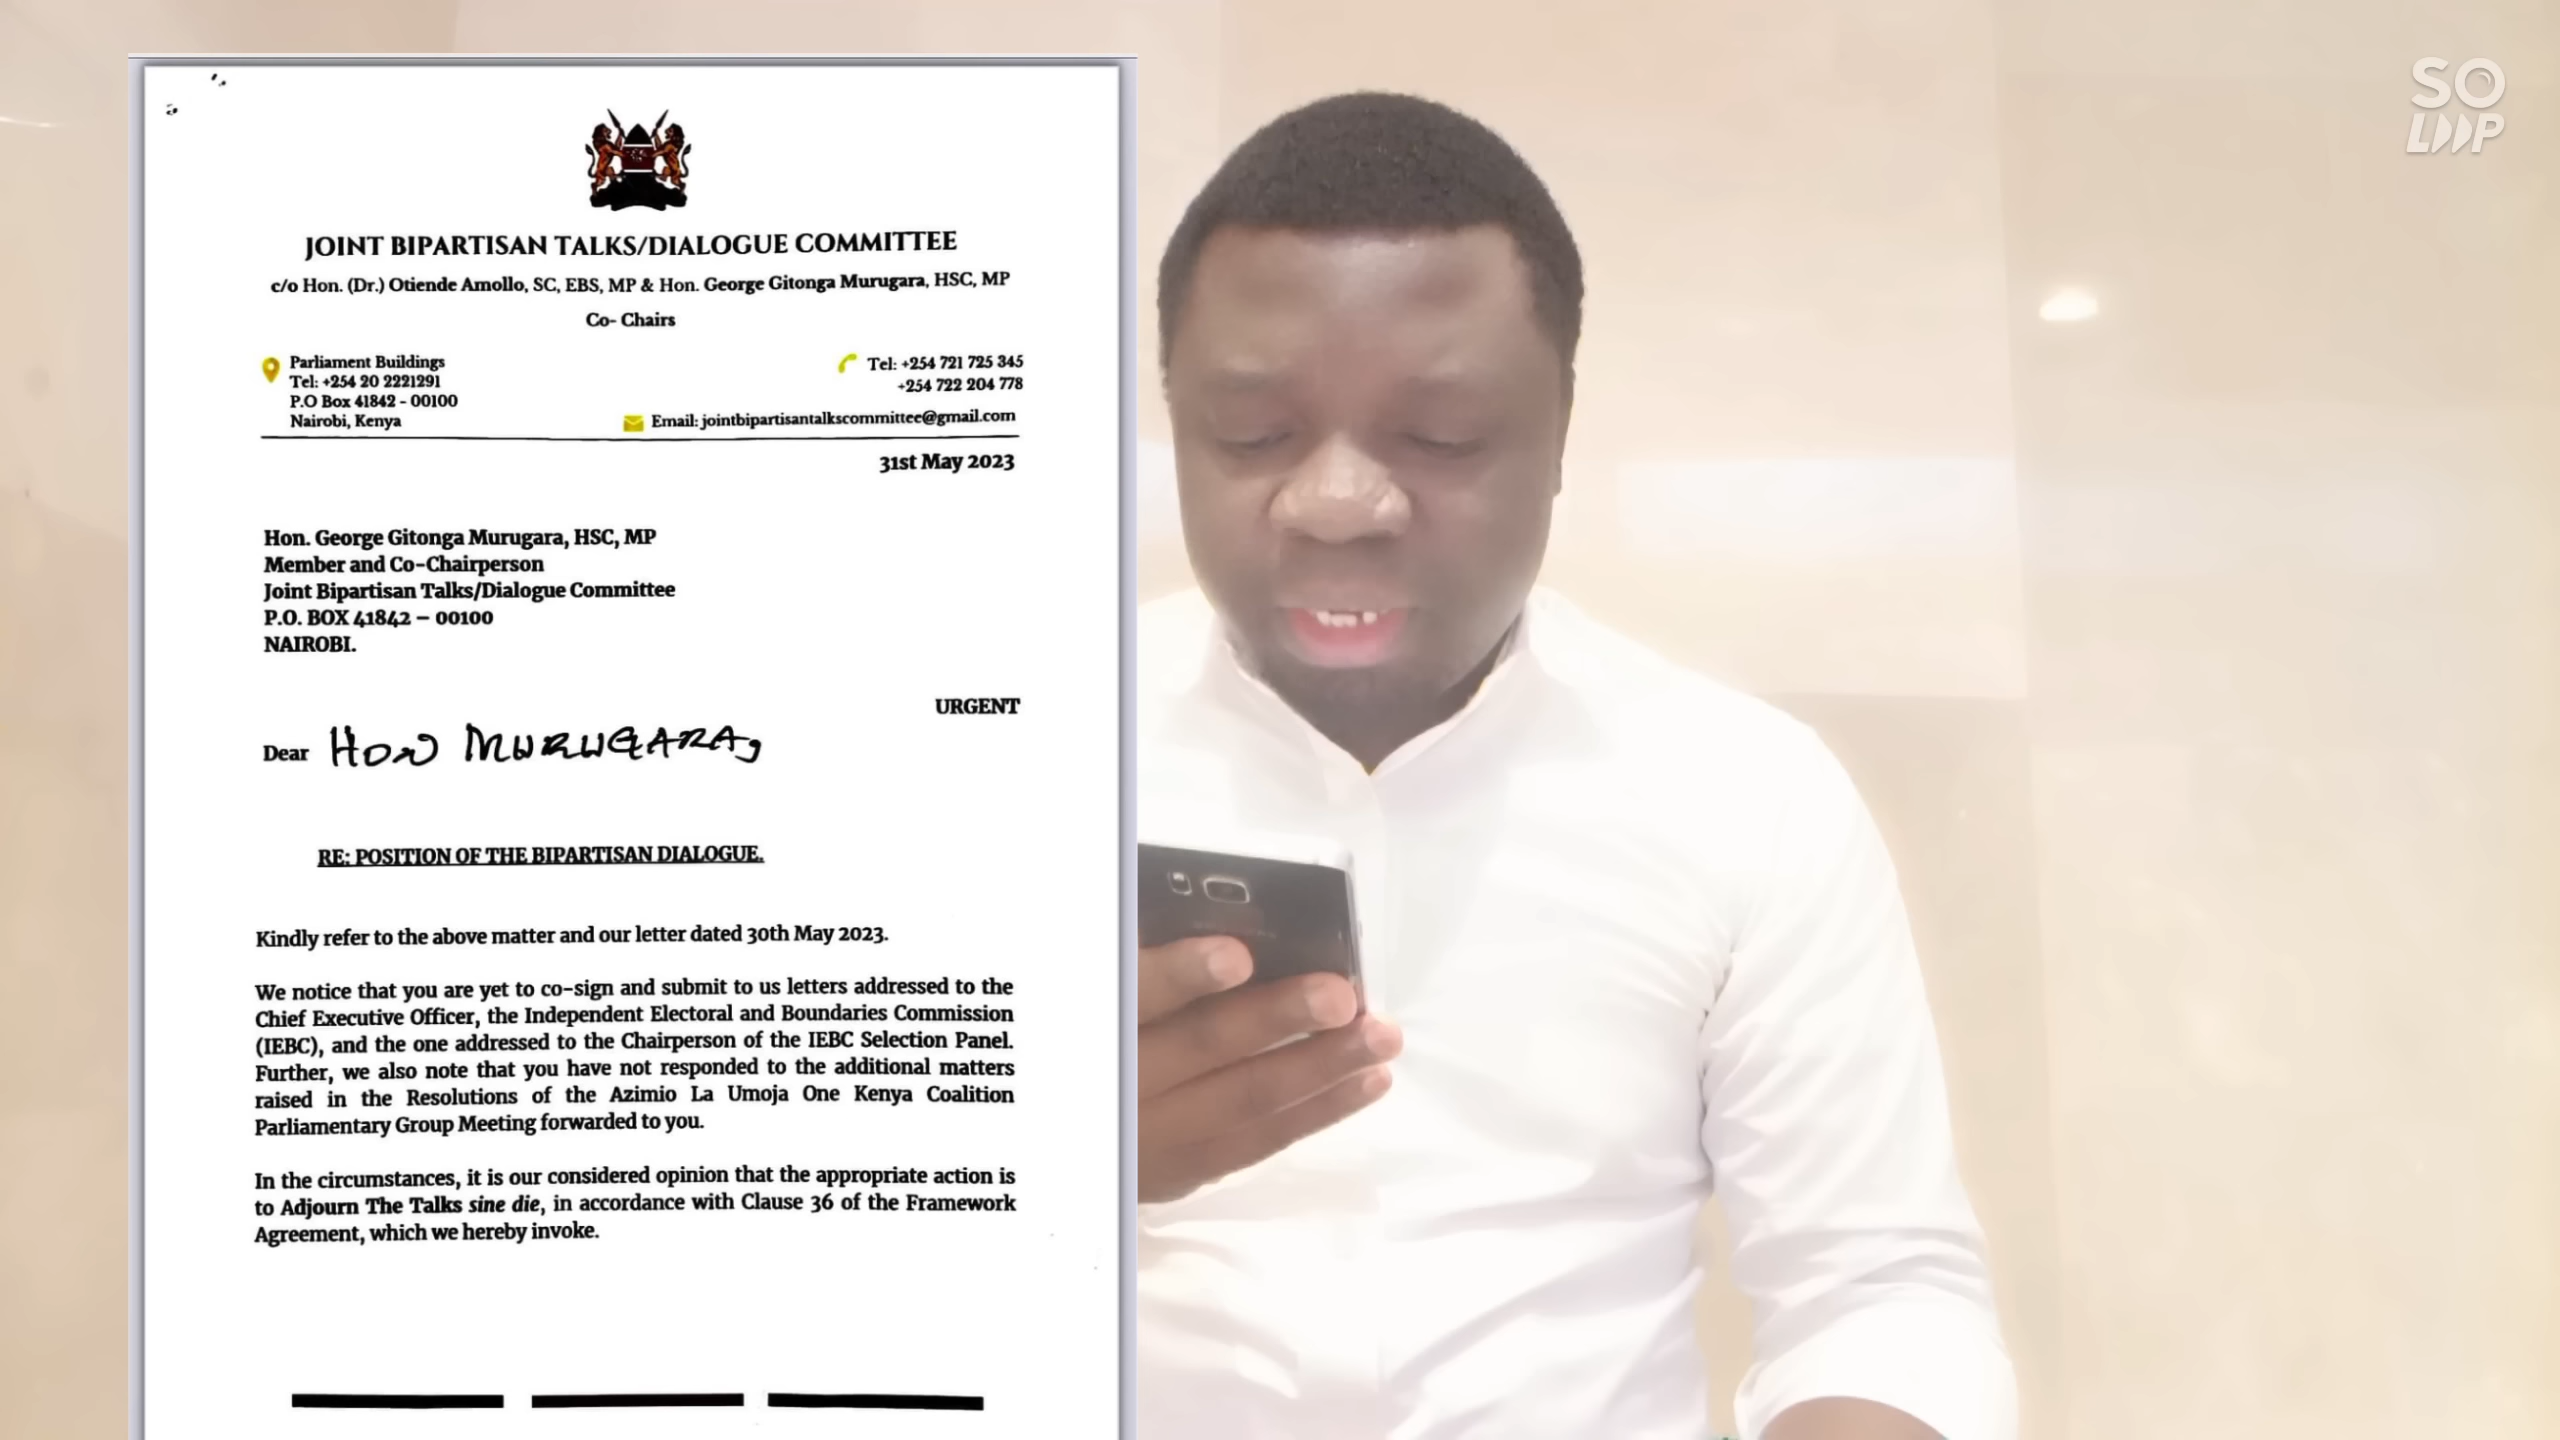 JOINT BIPARTISAN TALKS/DIALOGUE COMMITTEE
c/o Hon. (Dr.) Otiende Amollo, SC, EBS, MP & Hon. George Gitonga Murugara, HSC, MP
Co- Chairs
Parliament Buildings
Tel: +254 20 2221291
P.O Box 41842 - 00100
Nairobi, Kenya
Tel: +254 721 725 345
+254 722 204 778
Email: jointbipartisantalkscommittee@gmail.com
31st May 2023
Hon. George Gitonga Murugara, HSC, MP
Member and Co-Chairperson
Joint Bipartisan Talks/Dialogue Committee
P.O. BOX 41842 – 00100
NAIROBI.
URGENT
Dear HON MURUGARA,
RE: POSITION OF THE BIPARTISAN DIALOGUE.
Kindly refer to the above matter and our letter dated 30th May 2023.
We notice that you are yet to co-sign and submit to us letters addressed to the
Chief Executive Officer, the Independent Electoral and Boundaries Commission
(IEBC), and the one addressed to the Chairperson of the IEBC Selection Panel.
Further, we also note that you have not responded to the additional matters
raised in the Resolutions of the Azimio La Umoja One Kenya Coalition
Parliamentary Group Meeting forwarded to you.
In the circumstances, it is our considered opinion that the appropriate action is
to Adjourn The Talks sine die, in accordance with Clause 36 of the Framework
Agreement, which we hereby invoke.
SO
LOOP